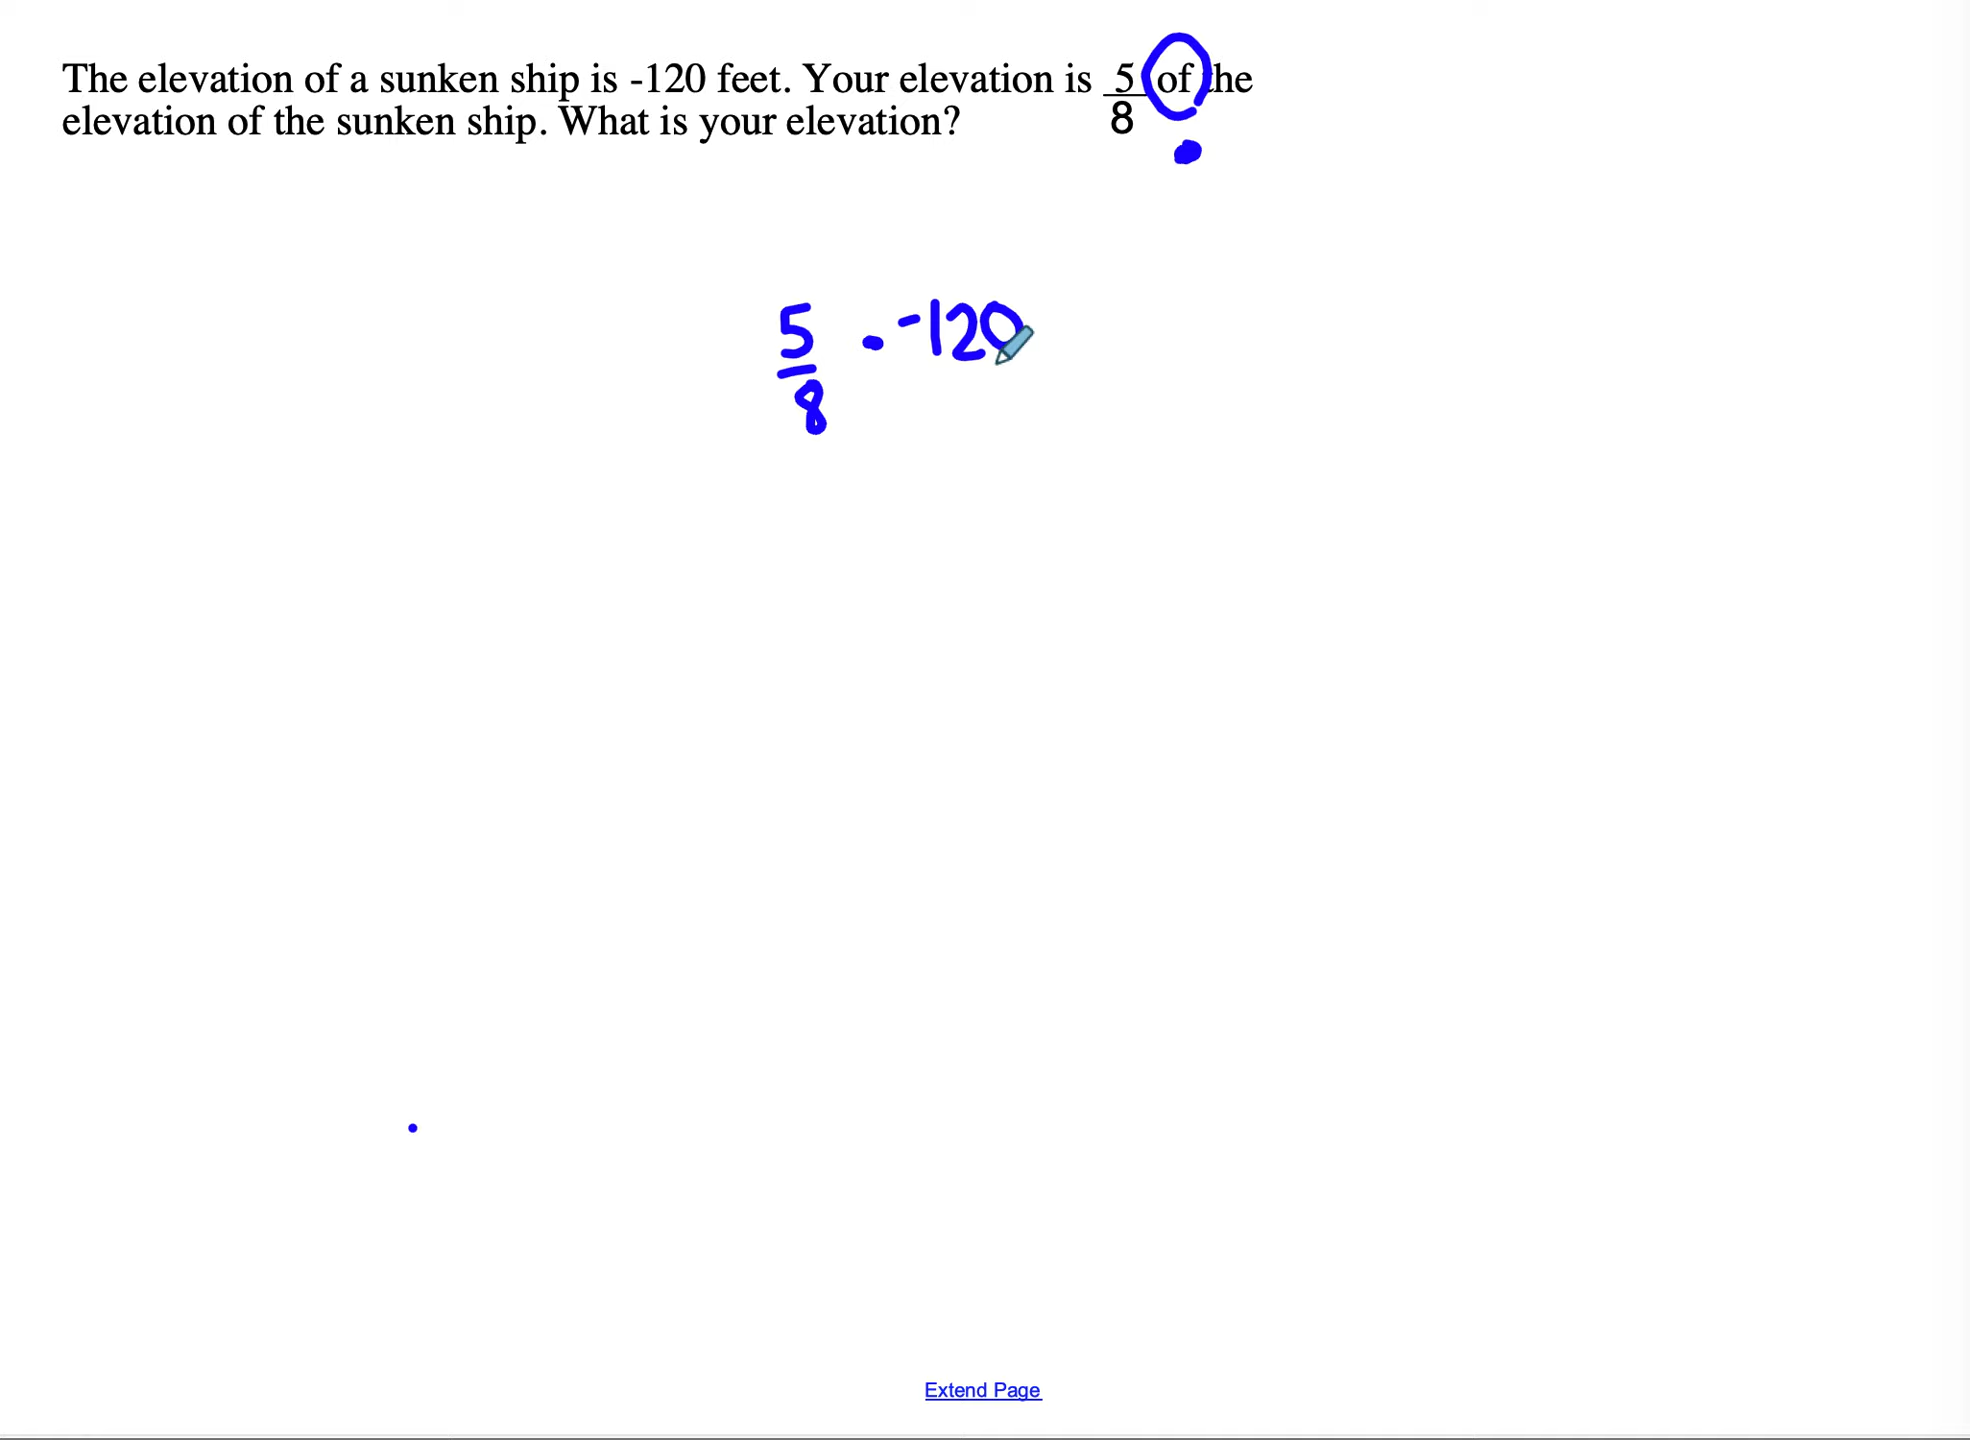 The elevation of a sunken ship is -120 feet. Your elevation is 5/8 of the
elevation of the sunken ship. What is your elevation?
5/8 · -120
Extend Page